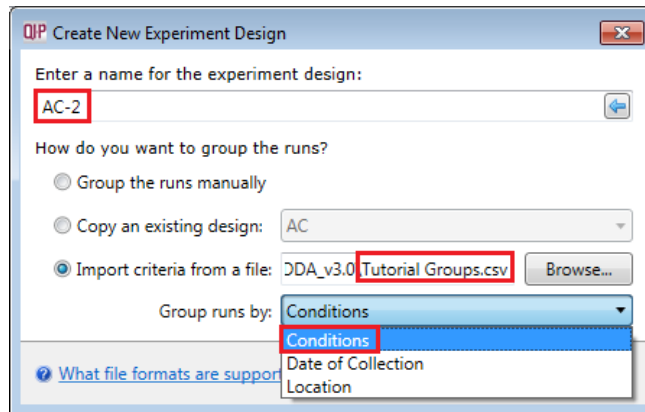 QIP Create New Experiment Design
Enter a name for the experiment design:
AC-2
How do you want to group the runs?
Group the runs manually
Copy an existing design: AC
Import criteria from a file: DDA_v3.0\Tutorial Groups.csv Browse...
Group runs by: Conditions
Conditions
Date of Collection
Location
What file formats are suppor